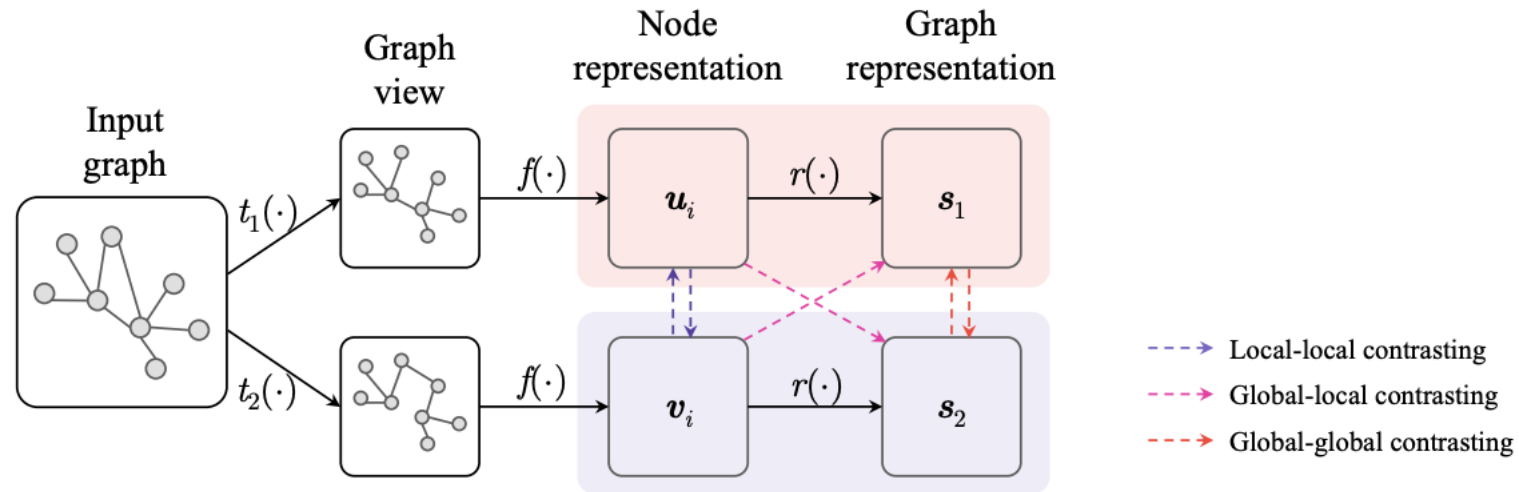 Input
graph
Graph
view
Node
representation
Graph
representation
t₁(·)
t₂(·)
f(·)
uᵢ
r(·)
s₁
f(·)
vᵢ
r(·)
s₂
Local-local contrasting
Global-local contrasting
Global-global contrasting